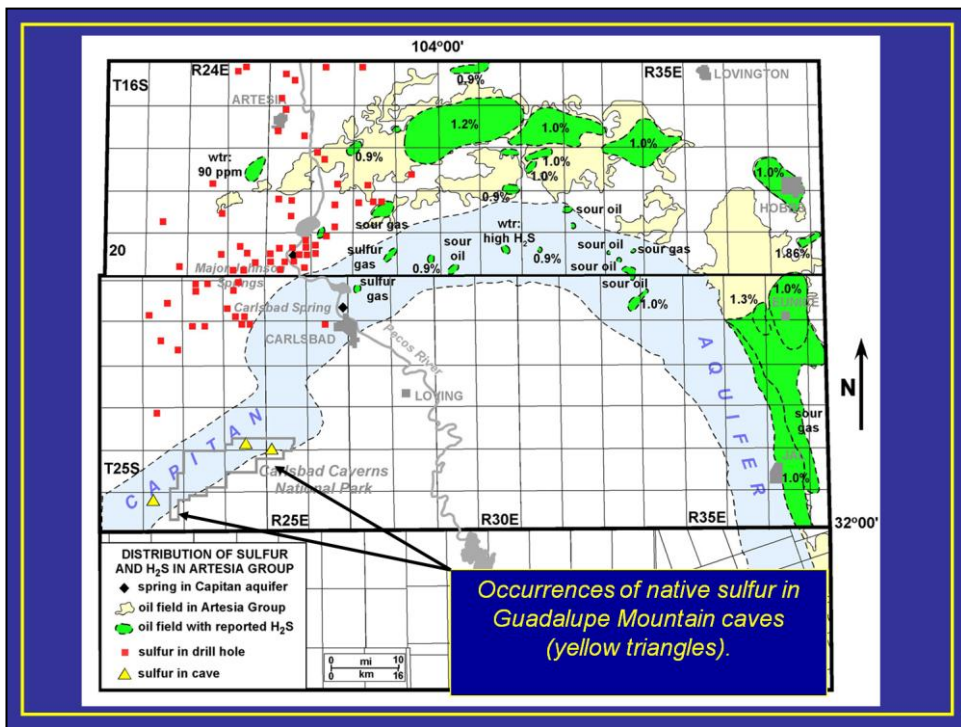 104°00'
R24E
R35E
LOVINGTON
T16S
0.9%
ARTESIA
1.2%
1.0%
1.0%
wtr:
90 ppm
0.9%
1.0%
1.0%
1.0%
0.9%
HOBBS
sour gas
wtr:
high H₂S
sour oil
20
sulfur
gas
sour
oil
sour oil
sour gas
1.86%
Major Johnson
Springs
0.9%
0.9%
sour oil
sulfur
gas
sour
oil
1.0%
1.0%
1.3%
EUNICE
Carlsbad Spring
CARLSBAD
Pecos River
LOVING
N
CAPITAN
AQUIFER
sour
gas
T25S
Carlsbad Caverns
National Park
JAL
1.0%
R25E
R30E
R35E
32°00'
DISTRIBUTION OF SULFUR
AND H₂S IN ARTESIA GROUP
spring in Capitan aquifer
oil field in Artesia Group
oil field with reported H₂S
sulfur in drill hole
sulfur in cave
0 mi 10
0 km 16
Occurrences of native sulfur in
Guadalupe Mountain caves
(yellow triangles).